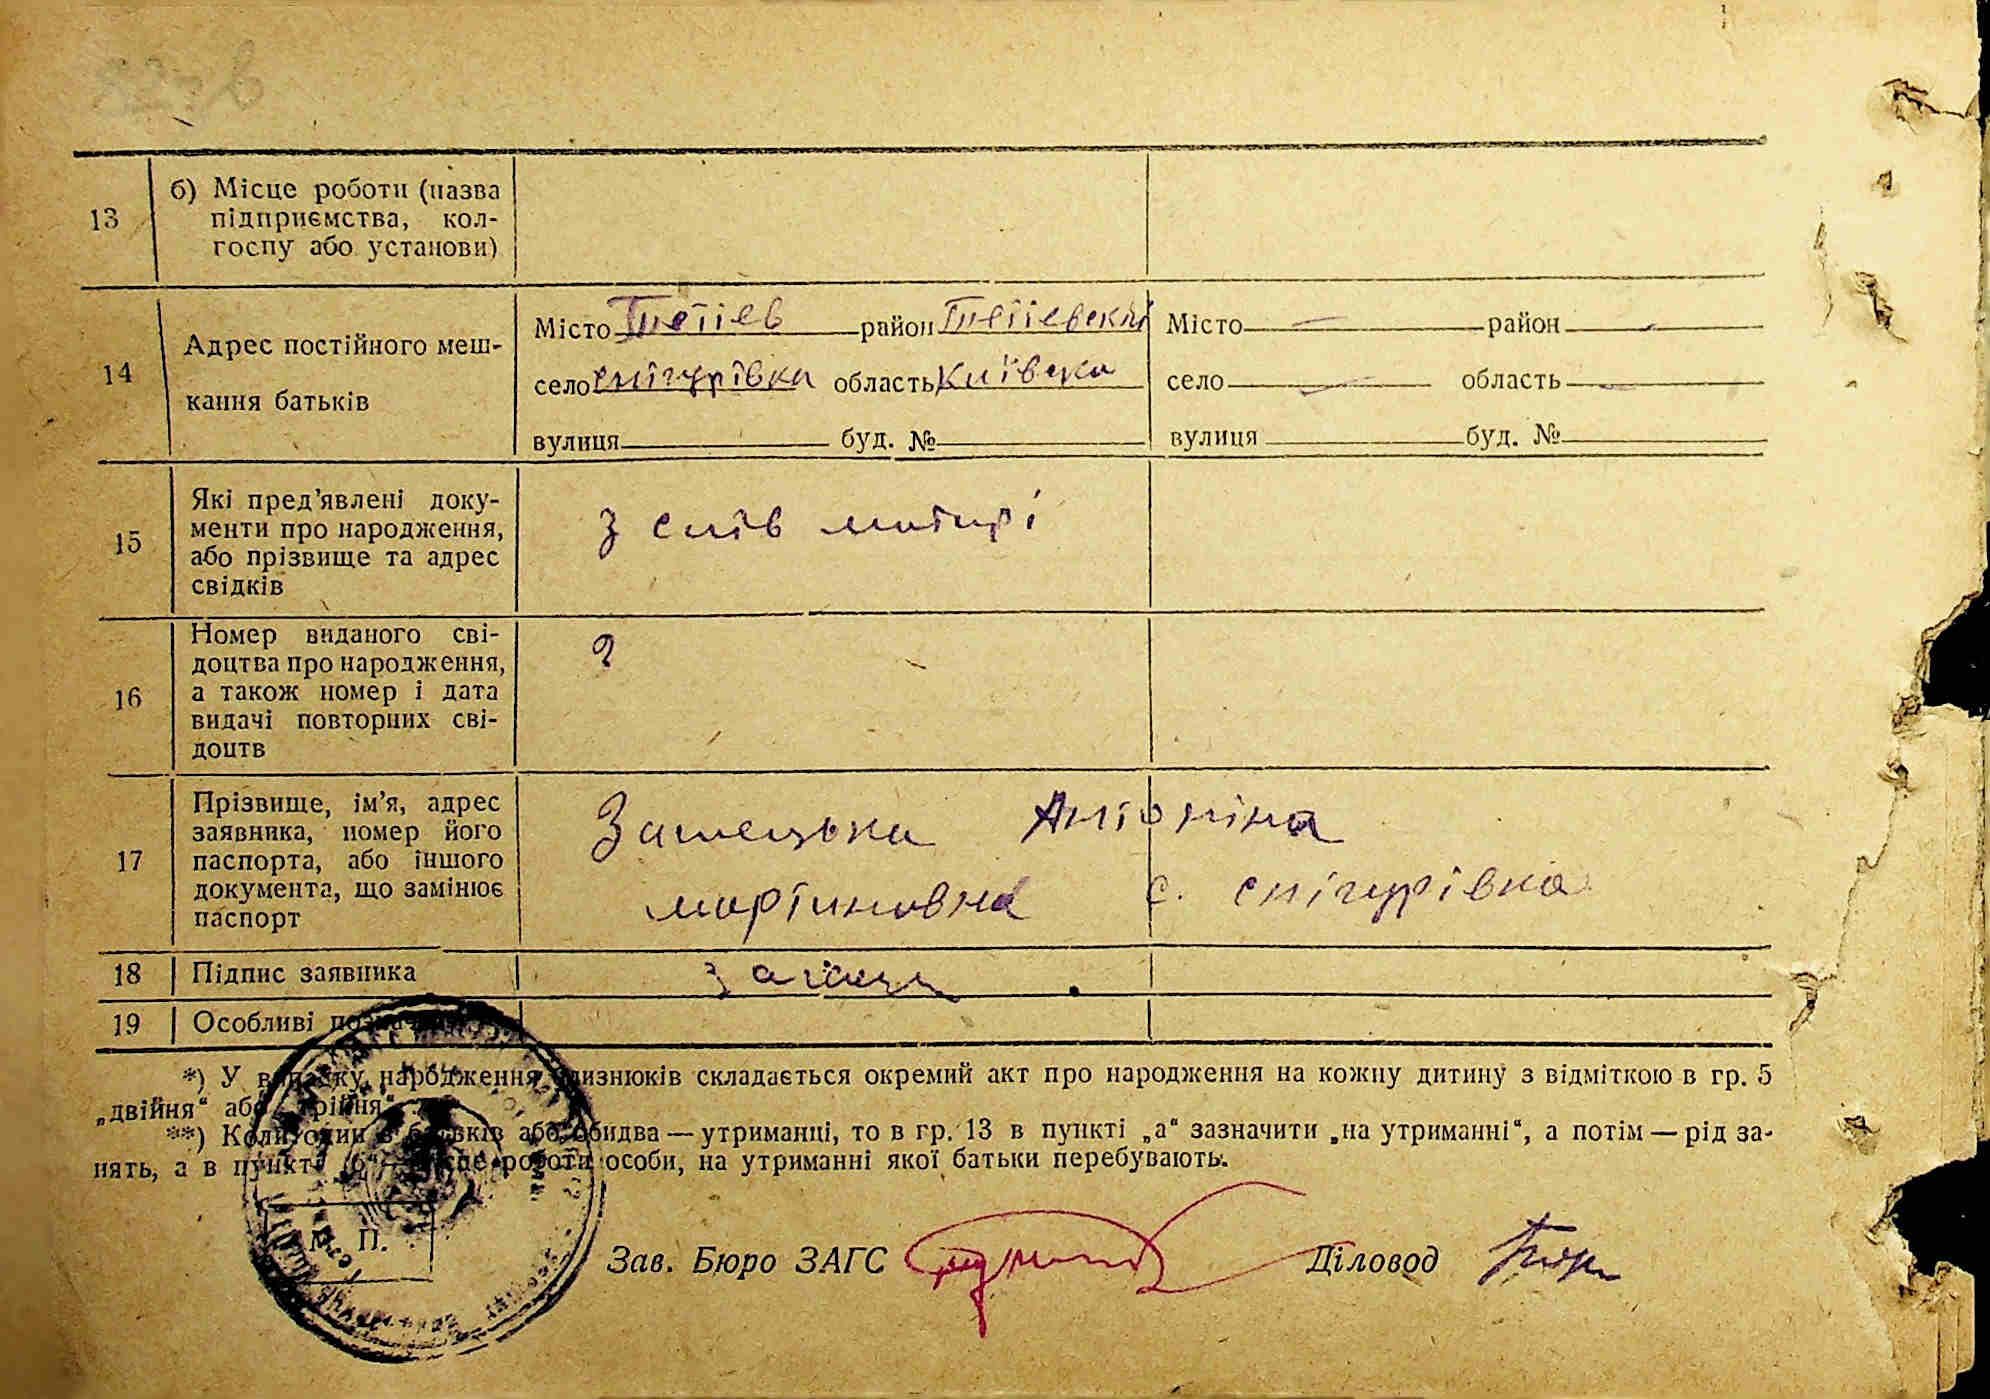 13
б) Місце роботи (назва
підприємства, кол-
госпу або установи)
14
Адрес постійного меш-
кання батьків
Місто Тетіев район Тетіевский
село снігурівка область Київска
вулиця буд. №
Місто — район —
село — область —
вулиця буд. №
15
Які пред’явлені доку-
менти про народження,
або прізвище та адрес
свідків
з слів матирі
16
Номер виданого сві-
доцтва про народження,
а також номер і дата
видачі повторних сві-
доцтв
17
Прізвище, ім’я, адрес
заявника, номер його
паспорта, або іншого
документа, що замінює
паспорт
Антоніна
мартиновна с. снігурівка
18 Підпис заявника
19 Особливі позначки
*) У випадку народження близнюків складається окремий акт про народження на кожну дитину з відміткою в гр. 5
„двійня“ або „трійня“.
**) Коли один з батьків або обидва — утриманці, то в гр. 13 в пункті „а“ зазначити „на утриманні“, а потім — рід за-
нять, а в пункті „б“ — місце роботи особи, на утриманні якої батьки перебувають.
М. П.
Зав. Бюро ЗАГС Діловод